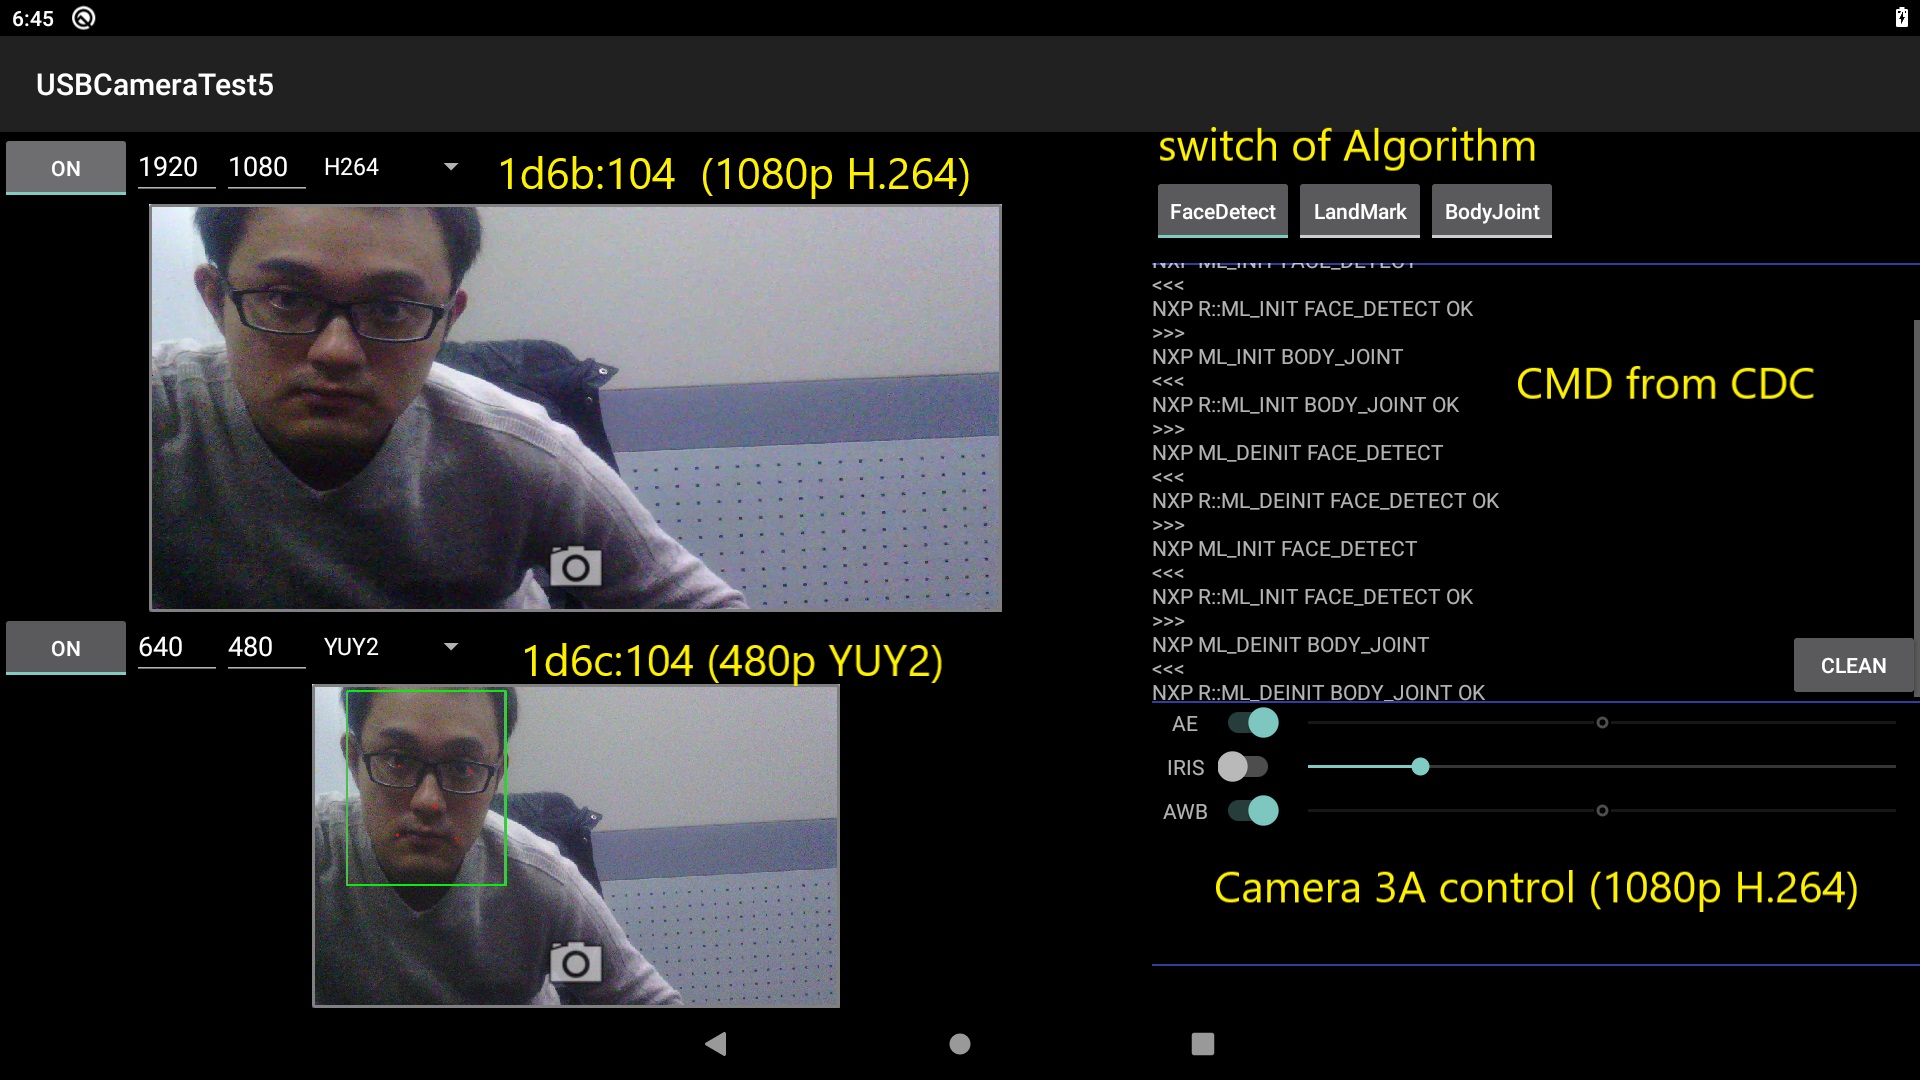 6:45
USBCameraTest5
ON 1920 1080 H264 1d6b:104 (1080p H.264)
ON 640 480 YUY2 1d6c:104 (480p YUY2)
switch of Algorithm
FaceDetect LandMark BodyJoint
NXP ML_INIT FACE_DETECT
<<<
NXP R::ML_INIT FACE_DETECT OK
>>>
NXP ML_INIT BODY_JOINT
<<<
NXP R::ML_INIT BODY_JOINT OK
>>>
NXP ML_DEINIT FACE_DETECT
<<<
NXP R::ML_DEINIT FACE_DETECT OK
>>>
NXP ML_INIT FACE_DETECT
<<<
NXP R::ML_INIT FACE_DETECT OK
>>>
NXP ML_DEINIT BODY_JOINT
<<<
NXP R::ML_DEINIT BODY_JOINT OK
CMD from CDC
CLEAN
AE
IRIS
AWB
Camera 3A control (1080p H.264)